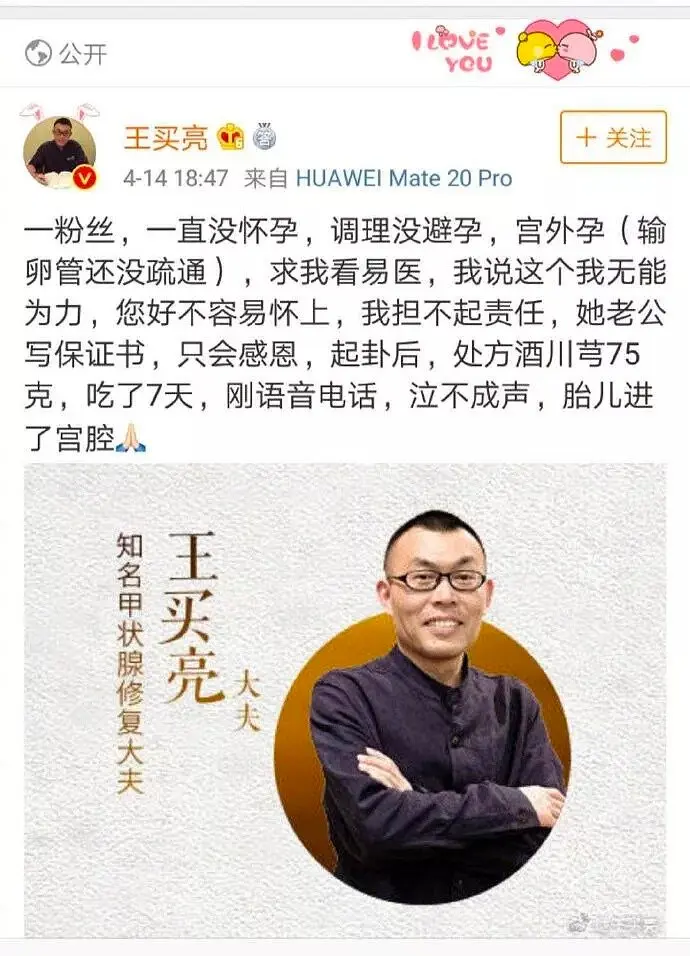 公开
I LOVE
YOU
王买亮
+ 关注
4-14 18:47 来自 HUAWEI Mate 20 Pro
一粉丝，一直没怀孕，调理没避孕，宫外孕（输
卵管还没疏通），求我看易医，我说这个我无能
为力，您好不容易怀上，我担不起责任，她老公
写保证书，只会感恩，起卦后，处方酒川芎75
克，吃了7天，刚语音电话，泣不成声，胎儿进
了宫腔🙏🏻
王买亮
大夫
知名甲状腺修复大夫